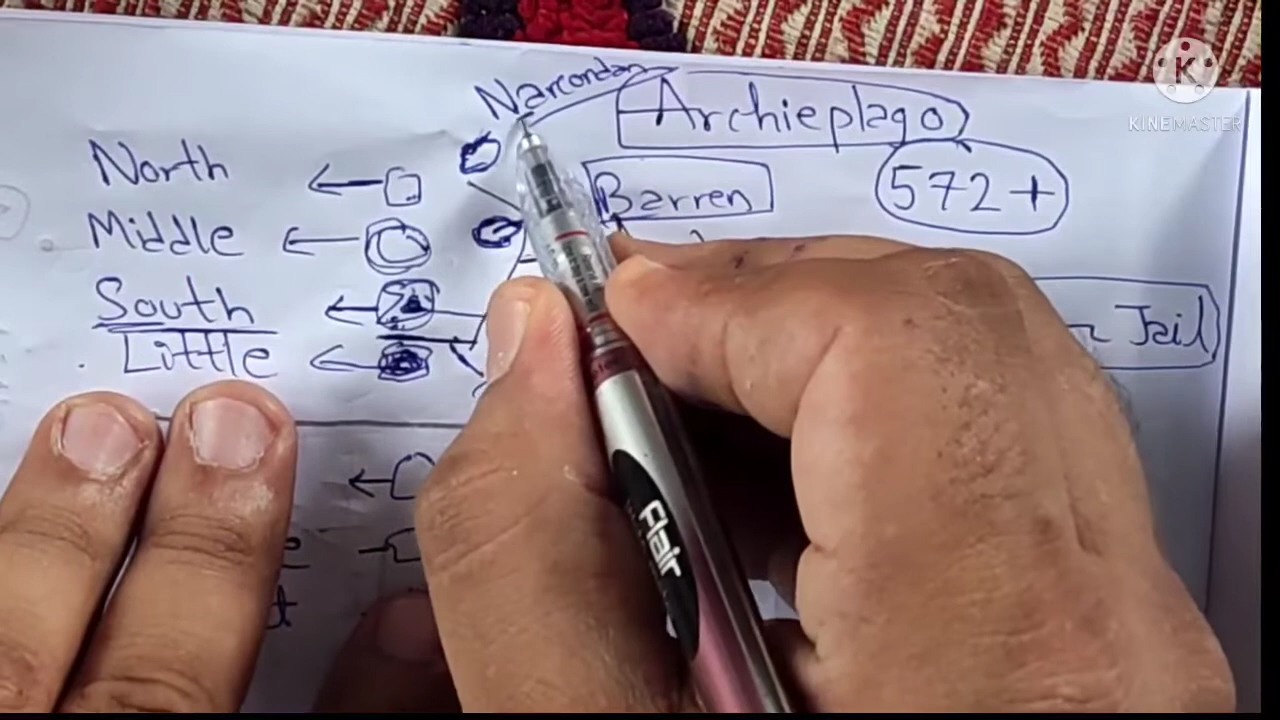 Narcondam
Archieplago
KINEMASTER
North
Barren
572+
Middle
South
Jail
Little
Flair